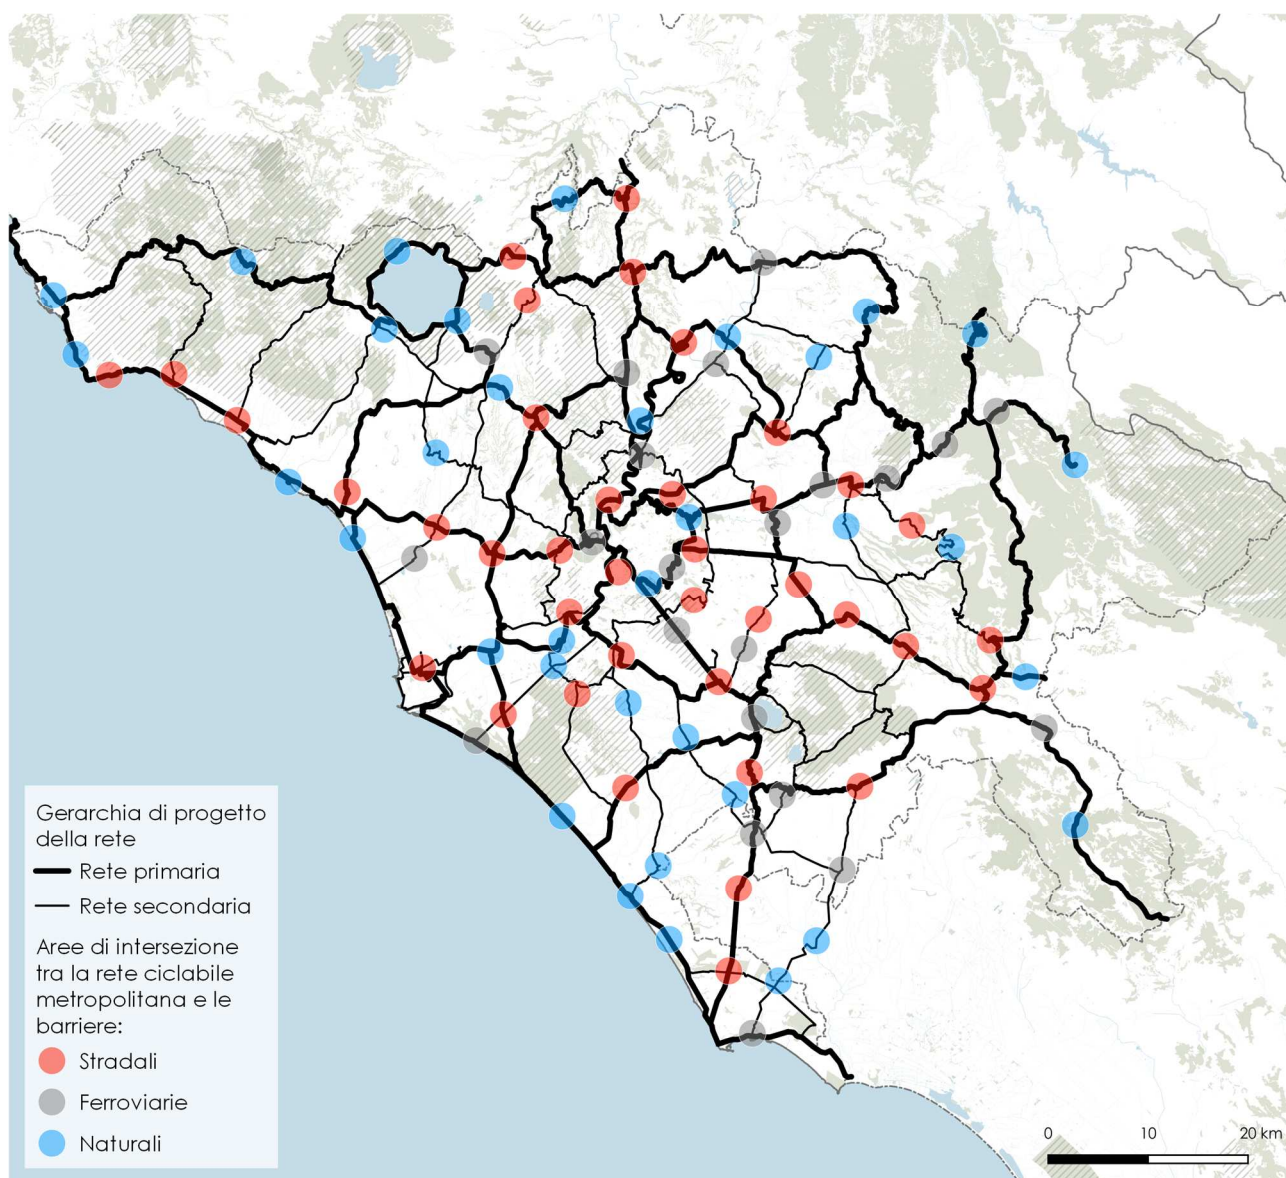 Gerarchia di progetto
della rete
Rete primaria
Rete secondaria
Aree di intersezione
tra la rete ciclabile
metropolitana e le
barriere:
Stradali
Ferroviarie
Naturali
0 10 20 km